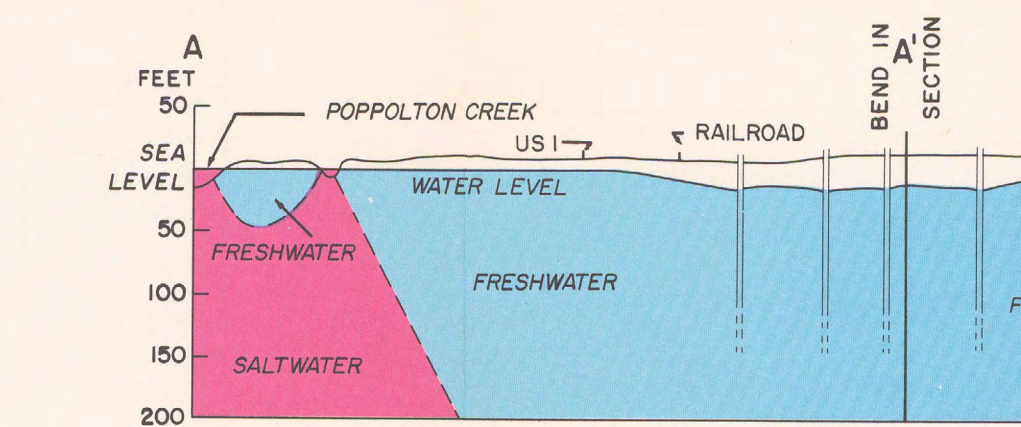 A
FEET
50
POPPOLTON CREEK
US 1
RAILROAD
BEND IN
A'
SECTION
SEA
LEVEL
WATER LEVEL
50
FRESHWATER
FRESHWATER
100
F
150
SALTWATER
200